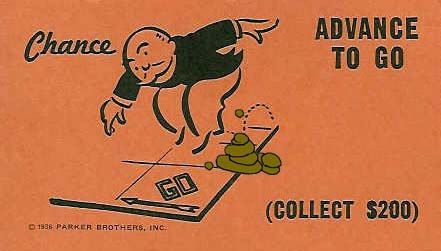 Chance
ADVANCE
TO GO
GO
© 1936 PARKER BROTHERS, INC.
(COLLECT $200)